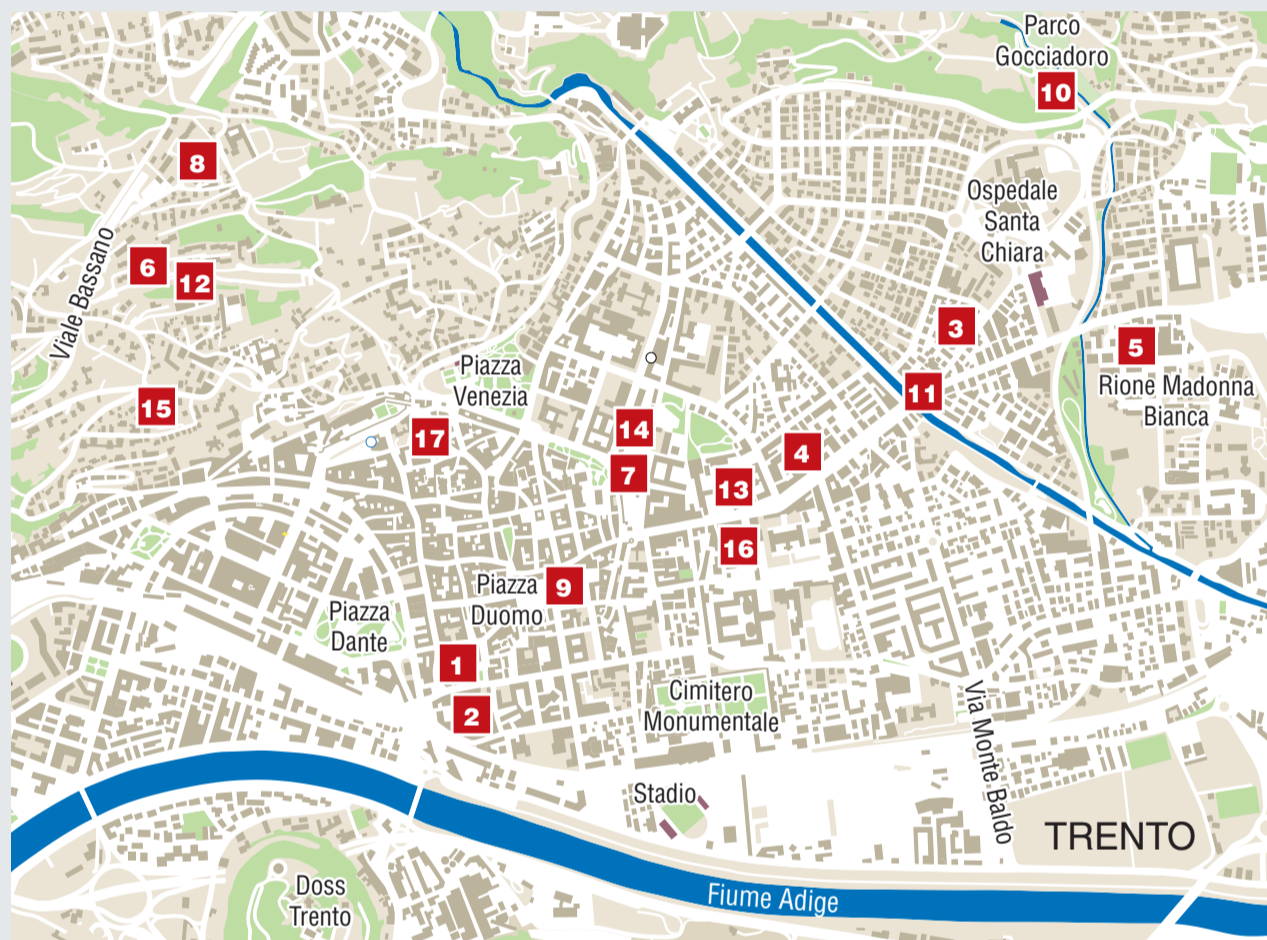 Parco
Gocciadoro
10
8
Ospedale
Santa
Chiara
Viale Bassano
6
12
3
5
Piazza
Venezia
Rione Madonna
Bianca
11
15
17
14
4
7
13
16
Piazza
Duomo
9
Piazza
Dante
1
2
Cimitero
Monumentale
Via Monte Baldo
Stadio
TRENTO
Doss
Trento
Fiume Adige